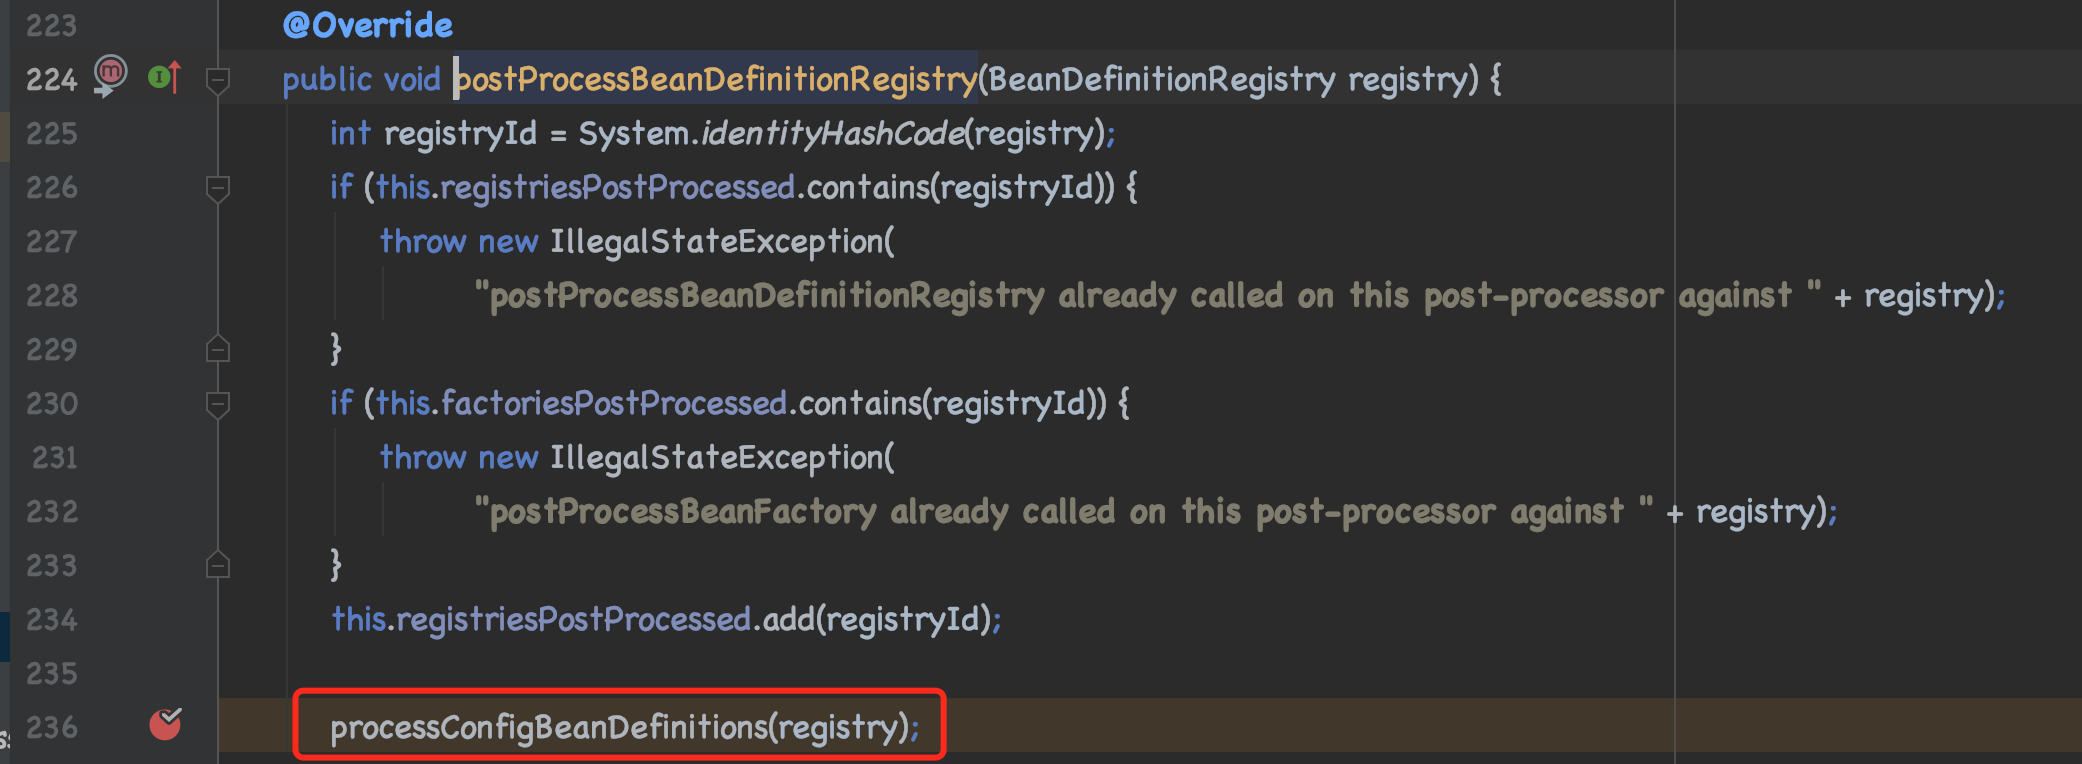 223 @Override
224 public void postProcessBeanDefinitionRegistry(BeanDefinitionRegistry registry) {
225 int registryId = System.identityHashCode(registry);
226 if (this.registriesPostProcessed.contains(registryId)) {
227 throw new IllegalStateException(
228 "postProcessBeanDefinitionRegistry already called on this post-processor against " + registry);
229 }
230 if (this.factoriesPostProcessed.contains(registryId)) {
231 throw new IllegalStateException(
232 "postProcessBeanFactory already called on this post-processor against " + registry);
233 }
234 this.registriesPostProcessed.add(registryId);
235
236 processConfigBeanDefinitions(registry);